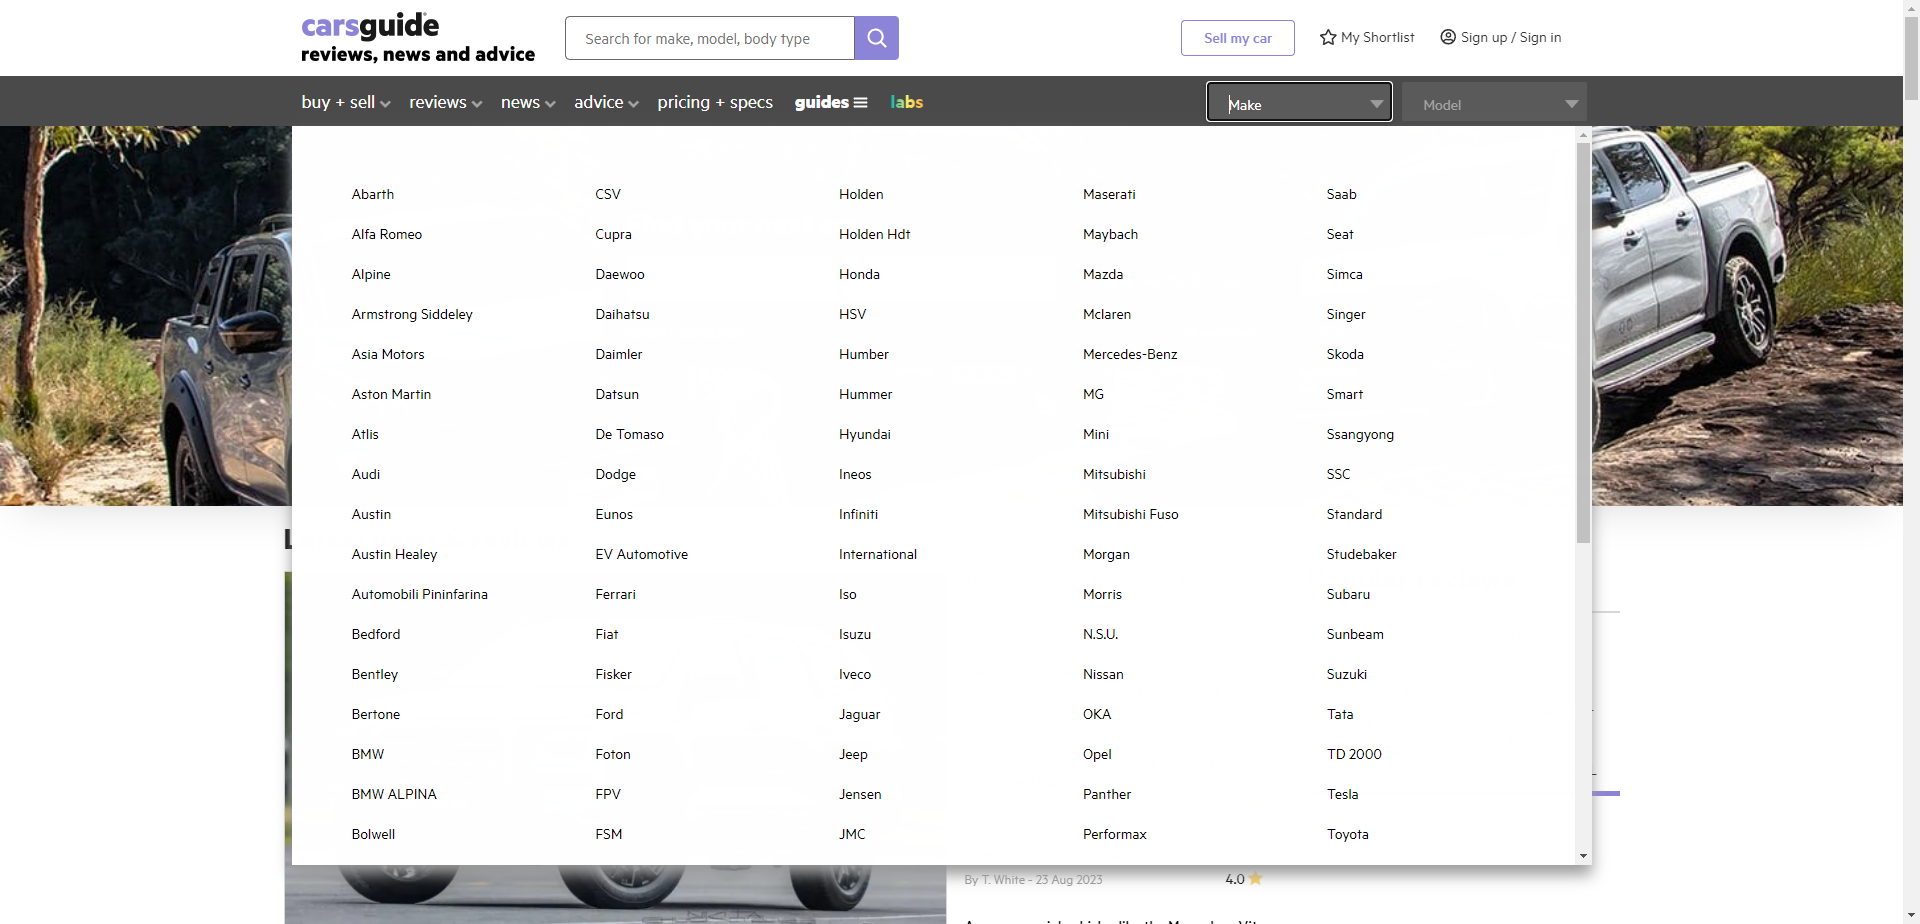 carsguide
reviews, news and advice
Search for make, model, body type
Sell my car
My Shortlist
Sign up / Sign in
buy + sell
reviews
news
advice
pricing + specs
guides
labs
Make
Model
Abarth
Alfa Romeo
Alpine
Armstrong Siddeley
Asia Motors
Aston Martin
Atlis
Audi
Austin
Austin Healey
Automobili Pininfarina
Bedford
Bentley
Bertone
BMW
BMW ALPINA
Bolwell
CSV
Cupra
Daewoo
Daihatsu
Daimler
Datsun
De Tomaso
Dodge
Eunos
EV Automotive
Ferrari
Fiat
Fisker
Ford
Foton
FPV
FSM
Holden
Holden Hdt
Honda
HSV
Humber
Hummer
Hyundai
Ineos
Infiniti
International
Iso
Isuzu
Iveco
Jaguar
Jeep
Jensen
JMC
Maserati
Maybach
Mazda
Mclaren
Mercedes-Benz
MG
Mini
Mitsubishi
Mitsubishi Fuso
Morgan
Morris
N.S.U.
Nissan
OKA
Opel
Panther
Performax
Saab
Seat
Simca
Singer
Skoda
Smart
Ssangyong
SSC
Standard
Studebaker
Subaru
Sunbeam
Suzuki
Tata
TD 2000
Tesla
Toyota
By T. White - 23 Aug 2023
4.0